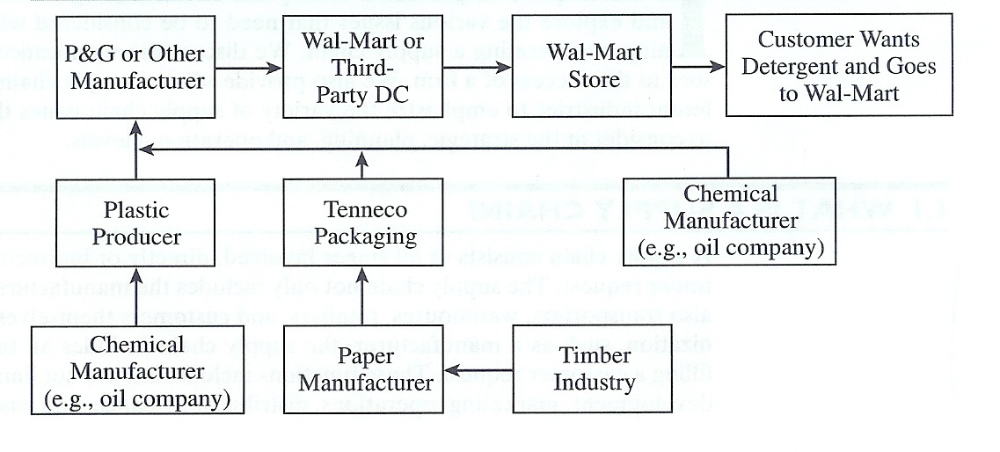 P&G or Other
Manufacturer
Wal-Mart or
Third-
Party DC
Wal-Mart
Store
Customer Wants
Detergent and Goes
to Wal-Mart
Plastic
Producer
Tenneco
Packaging
Chemical
Manufacturer
(e.g., oil company)
Chemical
Manufacturer
(e.g., oil company)
Paper
Manufacturer
Timber
Industry